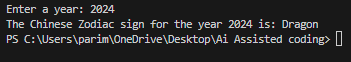 Enter a year: 2024
The Chinese Zodiac sign for the year 2024 is: Dragon
PS C:\Users\parim\OneDrive\Desktop\Ai Assisted coding>